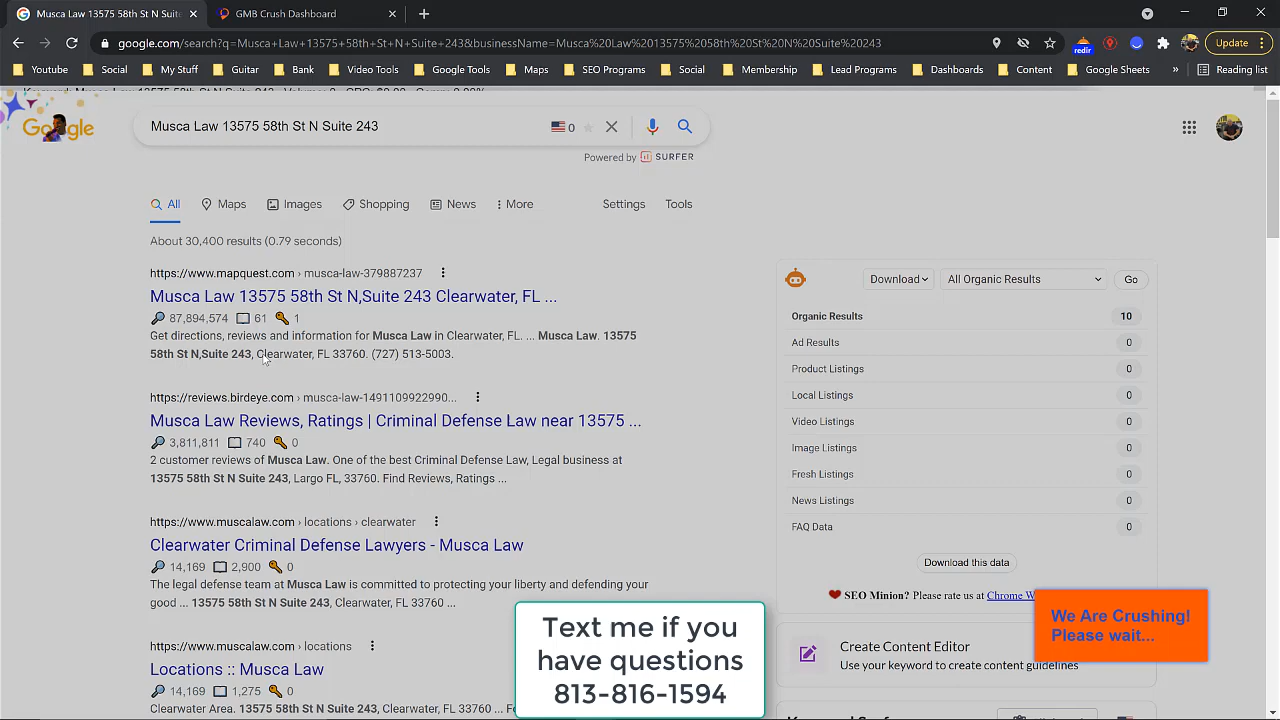 Musca Law 13575 58th St N Suite
GMB Crush Dashboard
google.com/search?q=Musca+Law+13575+58th+St+N+Suite+243&businessName=Musca%20Law%2013575%2058th%20St%20N%20Suite%20243
redir
Update
Youtube Social My Stuff Guitar Bank Video Tools Google Tools Maps SEO Programs Social Membership Lead Programs Dashboards Content Google Sheets » Reading list
Google
Musca Law 13575 58th St N Suite 243
0
Powered by SURFER
All Maps Images Shopping News More Settings Tools
About 30,400 results (0.79 seconds)
https://www.mapquest.com › musca-law-379887237
Musca Law 13575 58th St N,Suite 243 Clearwater, FL ...
87,894,574 61 1
Get directions, reviews and information for Musca Law in Clearwater, FL. ... Musca Law. 13575
58th St N,Suite 243, Clearwater, FL 33760. (727) 513-5003.
https://reviews.birdeye.com › musca-law-1491109922990...
Musca Law Reviews, Ratings | Criminal Defense Law near 13575 ...
3,811,811 740 0
2 customer reviews of Musca Law. One of the best Criminal Defense Law, Legal business at
13575 58th St N Suite 243, Largo FL, 33760. Find Reviews, Ratings ...
https://www.muscalaw.com › locations › clearwater
Clearwater Criminal Defense Lawyers - Musca Law
14,169 2,900 0
The legal defense team at Musca Law is committed to protecting your liberty and defending your
good ... 13575 58th St N Suite 243, Clearwater, FL 33760 ...
https://www.muscalaw.com › locations
Locations :: Musca Law
14,169 1,275 0
Clearwater Area. 13575 58th St N Suite 243, Clearwater, FL 33760
Download All Organic Results Go
Organic Results 10
Ad Results 0
Product Listings 0
Local Listings 0
Video Listings 0
Image Listings 0
Fresh Listings 0
News Listings 0
FAQ Data 0
Download this data
SEO Minion? Please rate us at Chrome W
We Are Crushing!
Please wait...
Create Content Editor
Use your keyword to create content guidelines
Text me if you
have questions
813-816-1594